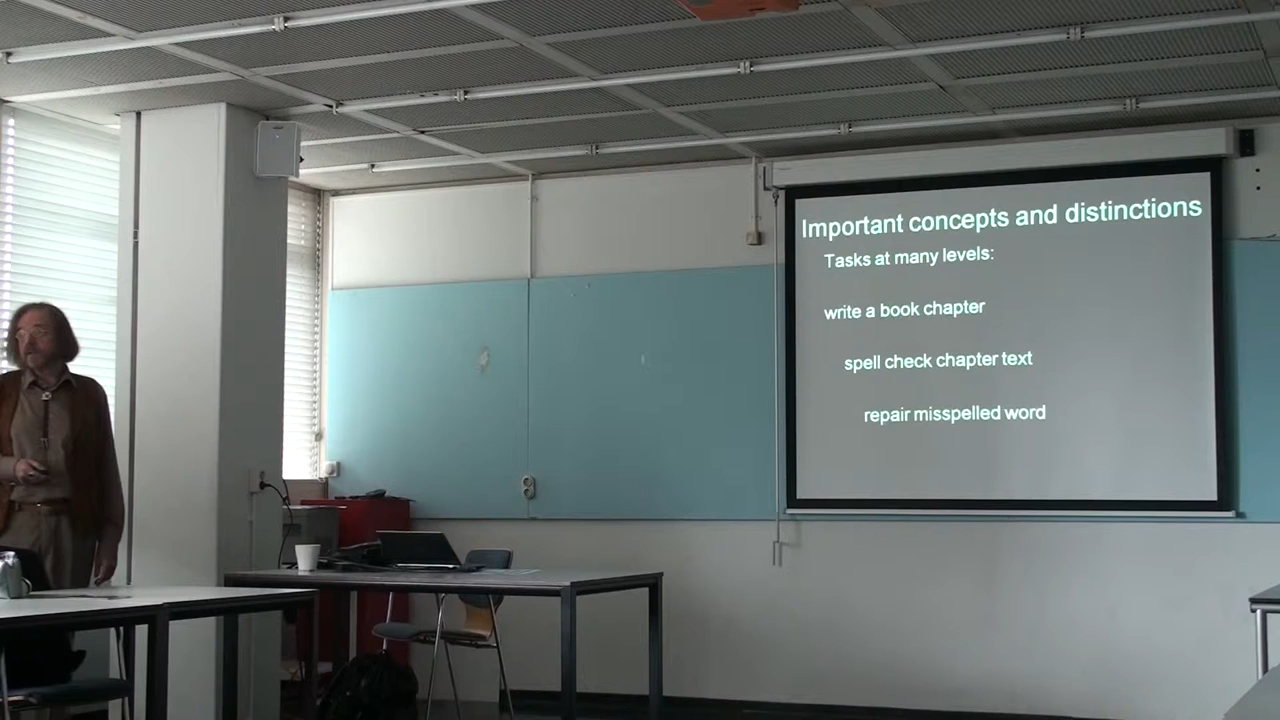 Important concepts and distinctions
Tasks at many levels:
write a book chapter
spell check chapter text
repair misspelled word